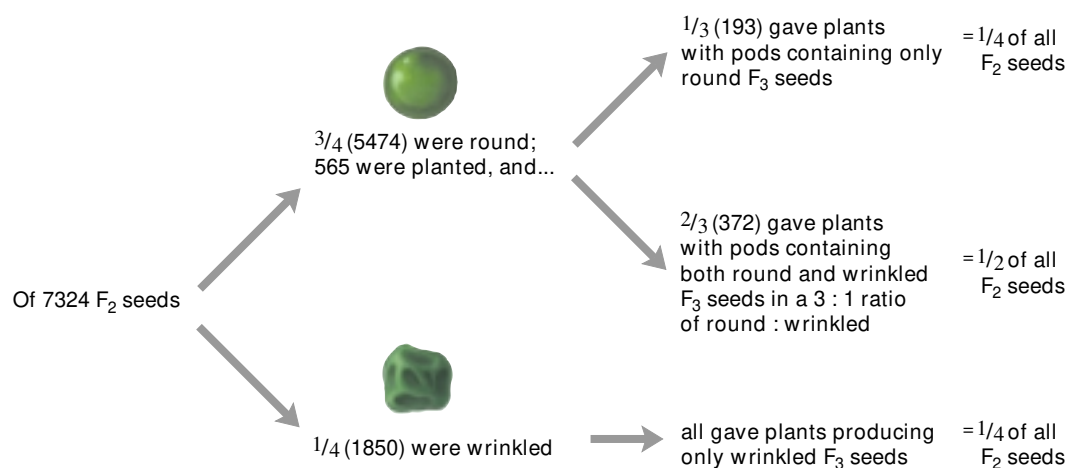 Of 7324 F₂ seeds
3/4 (5474) were round;
565 were planted, and...
1/3 (193) gave plants
with pods containing only
round F₃ seeds
= 1/4 of all
F₂ seeds
2/3 (372) gave plants
with pods containing
both round and wrinkled
F₃ seeds in a 3 : 1 ratio
of round : wrinkled
= 1/2 of all
F₂ seeds
1/4 (1850) were wrinkled
all gave plants producing
only wrinkled F₃ seeds
= 1/4 of all
F₂ seeds